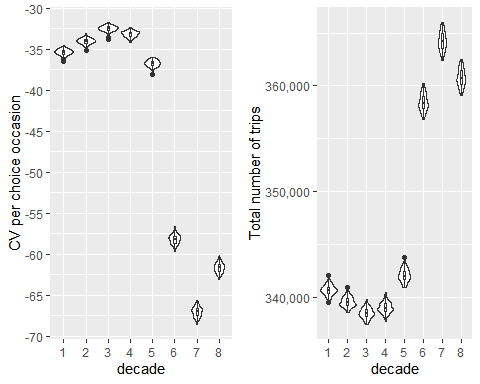 CV per choice occasion
-30
-35
-40
-45
-50
-55
-60
-65
-70
1 2 3 4 5 6 7 8
decade
Total number of trips
360,000
350,000
340,000
1 2 3 4 5 6 7 8
decade